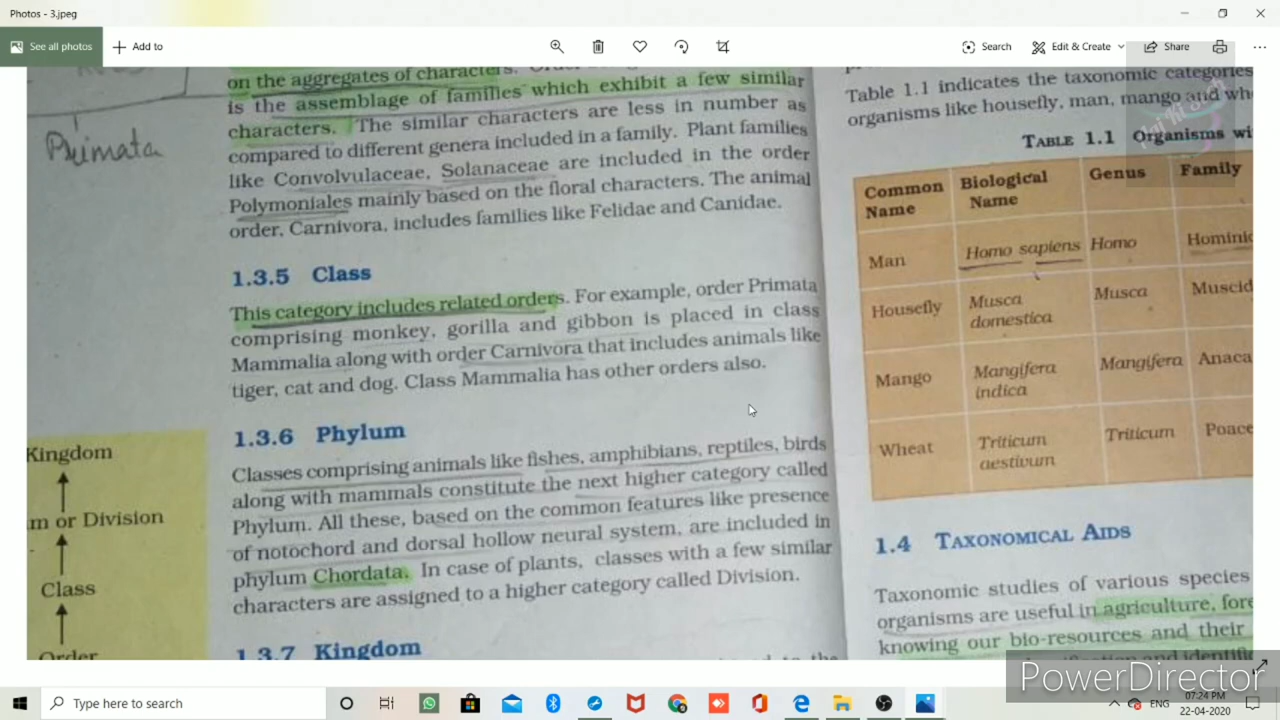 Photos - 3.jpeg
See all photos
Add to
Search
Edit & Create
Share
on the aggregates of characters.
is the assemblage of families which exhibit a few similar
characters. The similar characters are less in number as
compared to different genera included in a family. Plant families
like Convolvulaceae, Solanaceae are included in the order
Polymoniales mainly based on the floral characters. The animal
order, Carnivora, includes families like Felidae and Canidae.
Primata
1.3.5 Class
This category includes related orders. For example, order Primata
comprising monkey, gorilla and gibbon is placed in class
Mammalia along with order Carnivora that includes animals like
tiger, cat and dog. Class Mammalia has other orders also.
1.3.6 Phylum
Classes comprising animals like fishes, amphibians, reptiles, birds
along with mammals constitute the next higher category called
Phylum. All these, based on the common features like presence
of notochord and dorsal hollow neural system, are included in
phylum Chordata. In case of plants, classes with a few similar
characters are assigned to a higher category called Division.
1.3.7 Kingdom
Kingdom
m or Division
Class
Order
Table 1.1 indicates the taxonomic categories
organisms like housefly, man, mango and
TABLE 1.1 Organisms
Common Name Biological Name Genus Family
Man Homo sapiens Homo Hominic
Housefly Musca domestica Musca Muscid
Mango Mangifera indica Mangifera Anaca
Wheat Triticum aestivum Triticum Poace
1.4 TAXONOMICAL AIDS
Taxonomic studies of various species
organisms are useful in agriculture, fore
knowing our bio-resources and their
PowerDirector
Type here to search
ENG
07:24 PM
22-04-2020